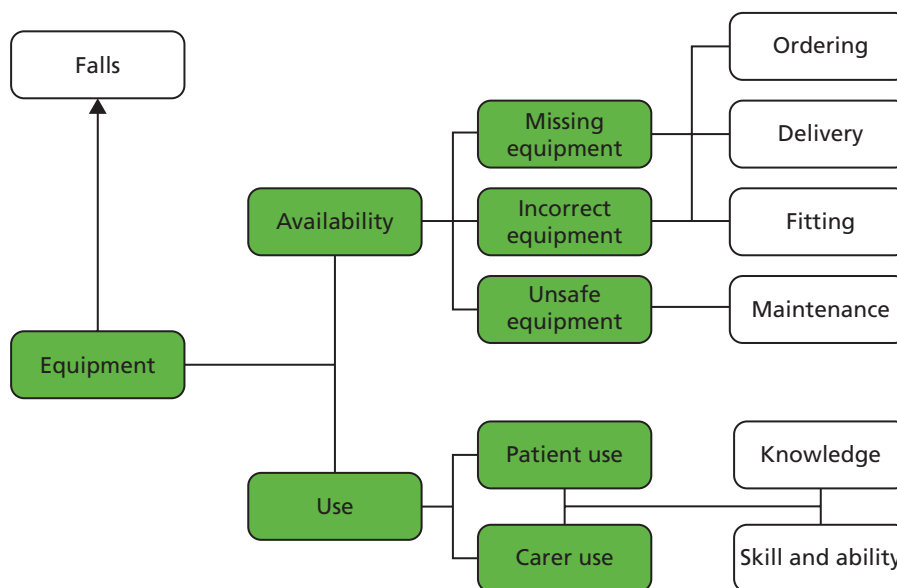 Falls
Ordering
Missing
equipment
Delivery
Availability
Incorrect
equipment
Fitting
Unsafe
equipment
Maintenance
Equipment
Patient use
Knowledge
Use
Carer use
Skill and ability